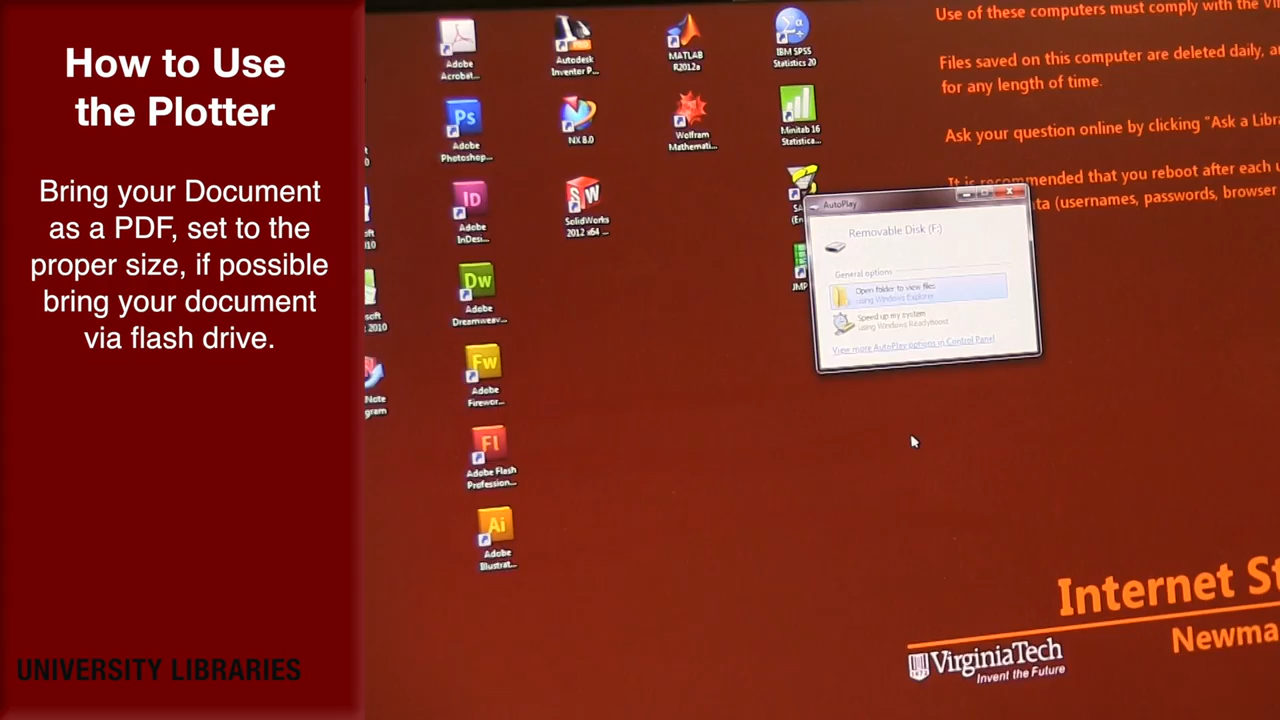 How to Use
the Plotter
Bring your Document
as a PDF, set to the
proper size, if possible
bring your document
via flash drive.
UNIVERSITY LIBRARIES
Adobe
Acrobat...
Autodesk
Inventor P...
MATLAB
R2012a
IBM SPSS
Statistics 20
Adobe
Photoshop...
NX 8.0
Wolfram
Mathemati...
Minitab 16
Statistica...
Adobe
InDesi...
SolidWorks
2012 x64 ...
Adobe
Dreamweav...
JMP
Adobe
Firewor...
Adobe Flash
Profession...
Adobe
Illustrat...
Use of these computers must comply with the
Files saved on this computer are deleted daily,
for any length of time.
Ask your question online by clicking "Ask a
It is recommended that you reboot after each
(usernames, passwords, browser
AutoPlay
Removable Disk (F:)
General options
Open folder to view files
using Windows Explorer
Speed up my system
using Windows ReadyBoost
View more AutoPlay options in Control Panel
Internet
VirginiaTech
Invent the Future